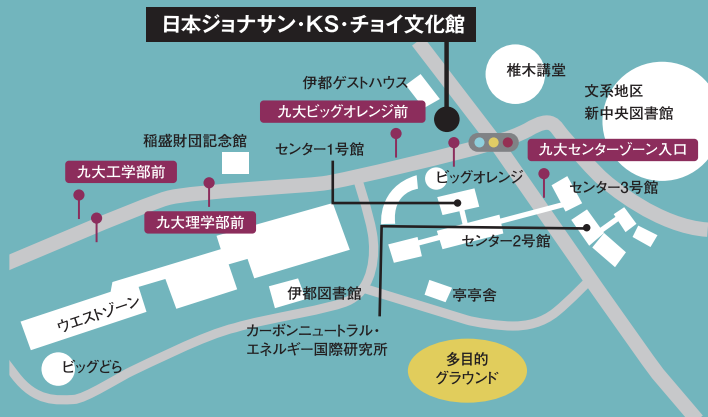 日本ジョナサン・KS・チョイ文化館
椎木講堂
伊都ゲストハウス
文系地区
新中央図書館
九大ビッグオレンジ前
稲盛財団記念館
センター1号館
九大センターゾーン入口
九大工学部前
ビッグオレンジ
センター3号館
九大理学部前
センター2号館
伊都図書館
亭亭舎
ウエストゾーン
カーボンニュートラル・
エネルギー国際研究所
ビッグどら
多目的
グラウンド